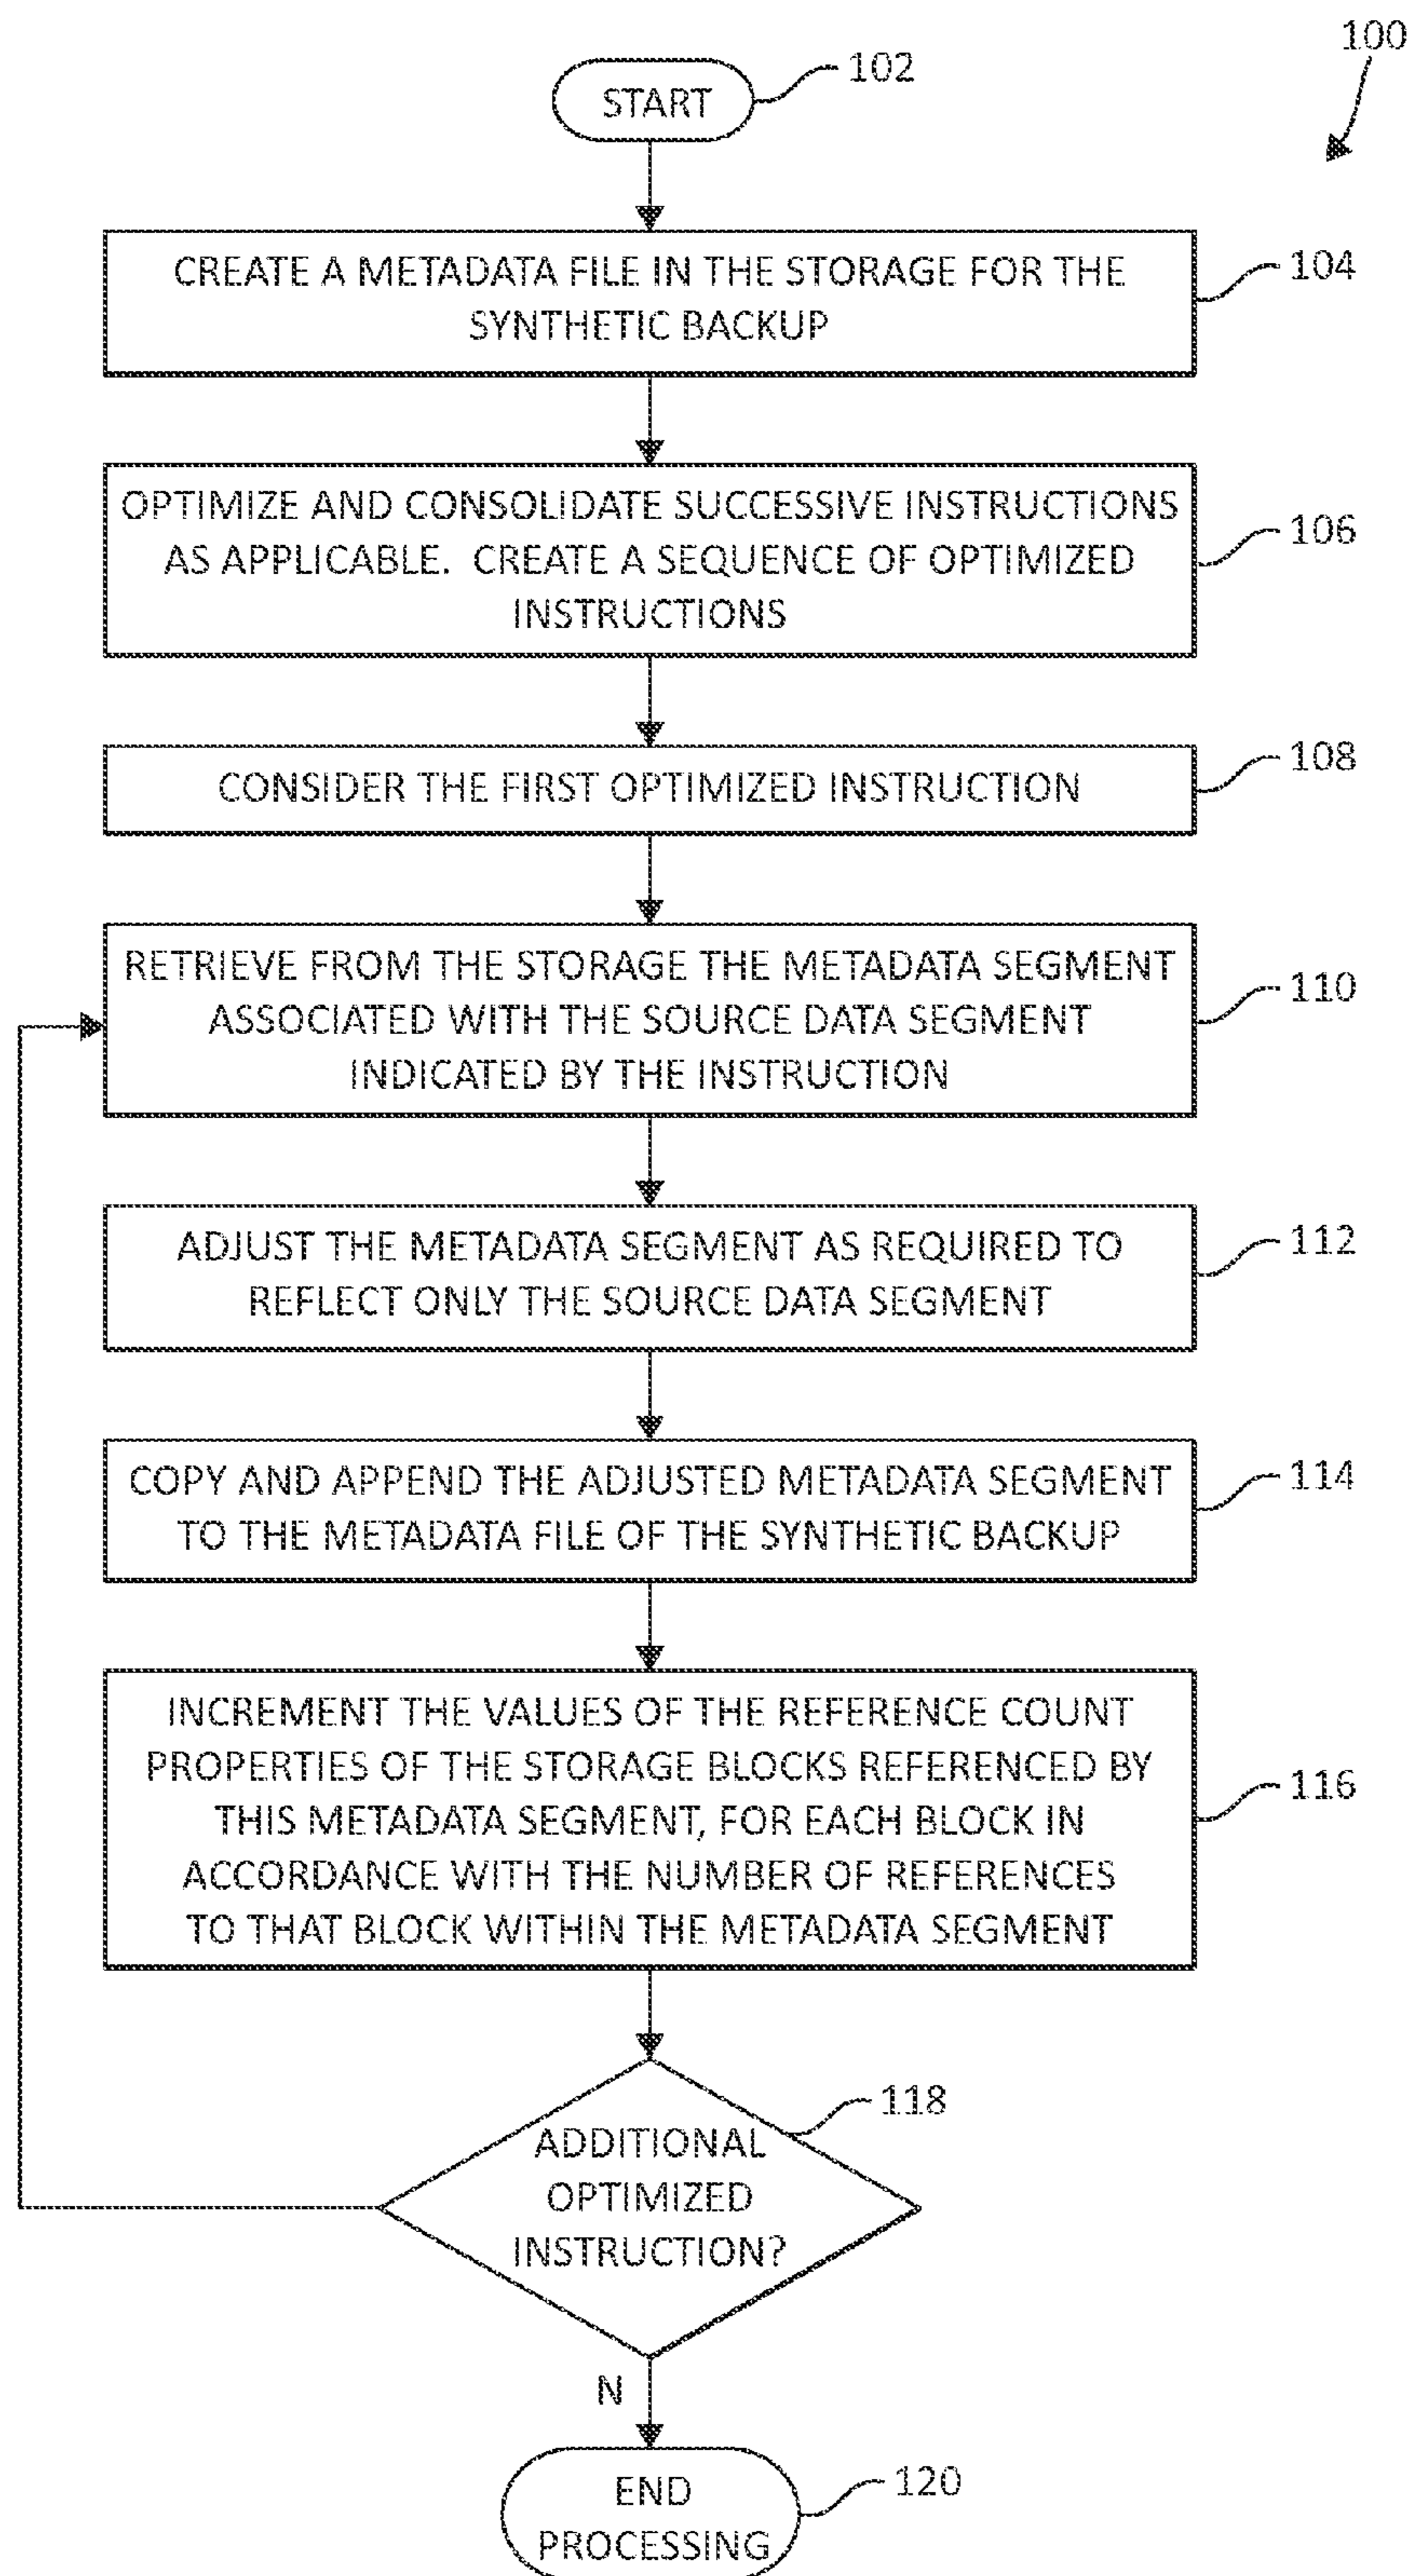 100
START
102
CREATE A METADATA FILE IN THE STORAGE FOR THE
SYNTHETIC BACKUP
104
OPTIMIZE AND CONSOLIDATE SUCCESSIVE INSTRUCTIONS
AS APPLICABLE. CREATE A SEQUENCE OF OPTIMIZED
INSTRUCTIONS
106
CONSIDER THE FIRST OPTIMIZED INSTRUCTION
108
RETRIEVE FROM THE STORAGE THE METADATA SEGMENT
ASSOCIATED WITH THE SOURCE DATA SEGMENT
INDICATED BY THE INSTRUCTION
110
ADJUST THE METADATA SEGMENT AS REQUIRED TO
REFLECT ONLY THE SOURCE DATA SEGMENT
112
COPY AND APPEND THE ADJUSTED METADATA SEGMENT
TO THE METADATA FILE OF THE SYNTHETIC BACKUP
114
INCREMENT THE VALUES OF THE REFERENCE COUNT
PROPERTIES OF THE STORAGE BLOCKS REFERENCED BY
THIS METADATA SEGMENT, FOR EACH BLOCK IN
ACCORDANCE WITH THE NUMBER OF REFERENCES
TO THAT BLOCK WITHIN THE METADATA SEGMENT
116
ADDITIONAL
OPTIMIZED
INSTRUCTION?
118
N
END
PROCESSING
120